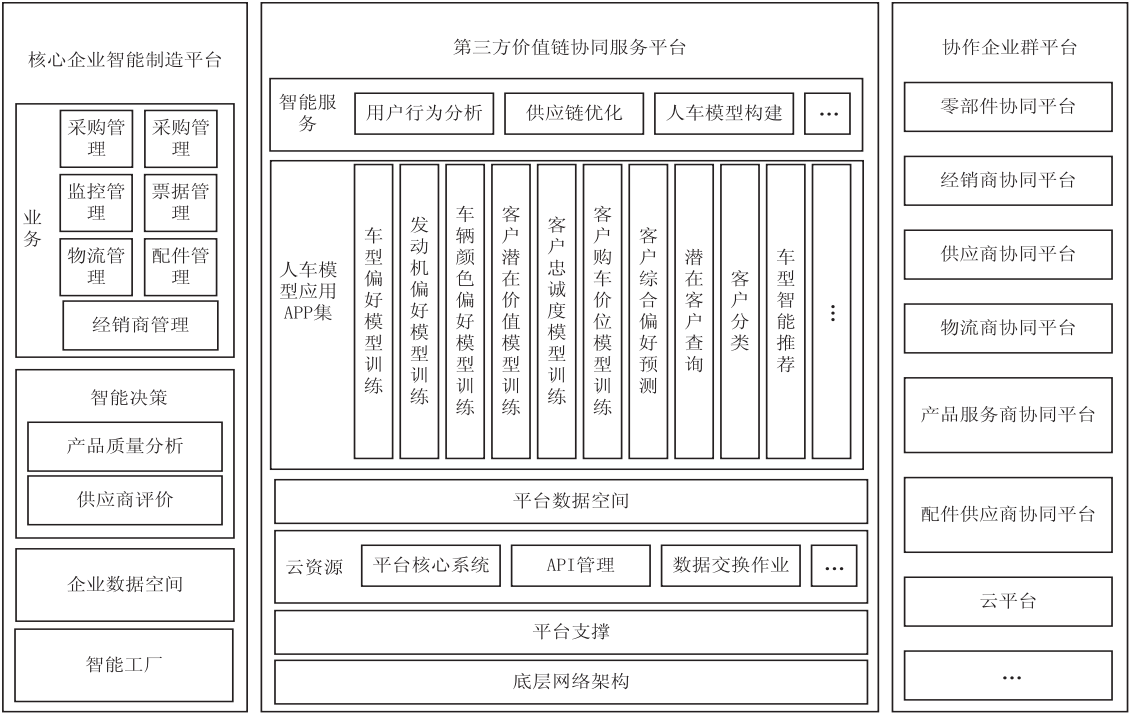 核心企业智能制造平台
业务
采购管理
采购管理
监控管理
票据管理
物流管理
配件管理
经销商管理
智能决策
产品质量分析
供应商评价
企业数据空间
智能工厂
第三方价值链协同服务平台
智能服务
用户行为分析
供应链优化
人车模型构建
…
人车模型应用APP集
车型偏好模型训练
发动机偏好模型训练
车辆颜色偏好模型训练
客户潜在价值模型训练
客户忠诚度模型训练
客户购车价位模型训练
客户综合偏好预测
潜在客户查询
客户分类
车型智能推荐
…
平台数据空间
云资源
平台核心系统
API管理
数据交换作业
…
平台支撑
底层网络架构
协作企业群平台
零部件协同平台
经销商协同平台
供应商协同平台
物流商协同平台
产品服务商协同平台
配件供应商协同平台
云平台
…